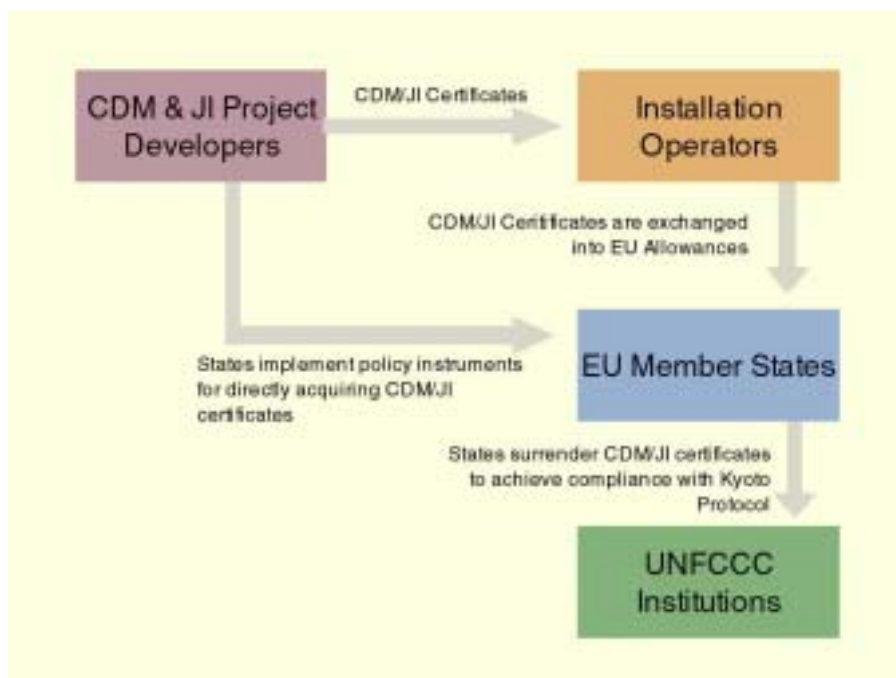 CDM & JI Project
Developers
CDM/JI Certificates
Installation
Operators
CDM/JI Ceritificates are exchanged
into EU Allowances
States implement policy instruments
for directly acquiring CDM/JI
certificates
EU Member States
States surrender CDM/JI certificates
to achieve compliance with Kyoto
Protocol
UNFCCC
Institutions